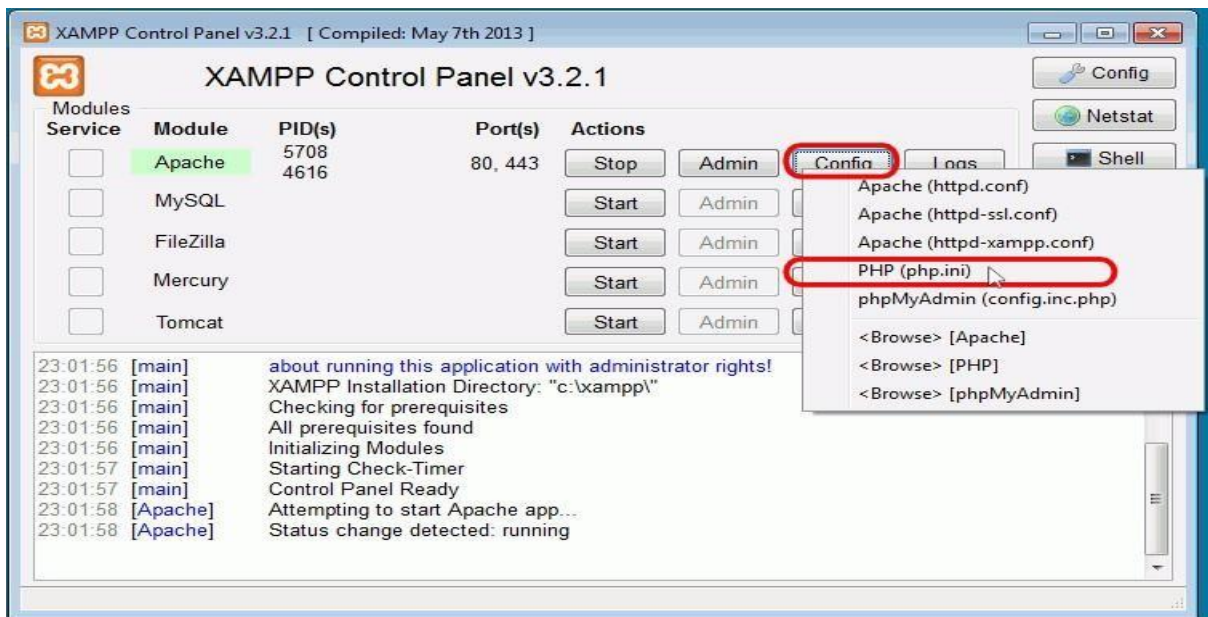 XAMPP Control Panel v3.2.1 [ Compiled: May 7th 2013 ]
XAMPP Control Panel v3.2.1
Config
Netstat
Shell
Modules
Service Module PID(s) Port(s) Actions
Apache 5708 4616 80, 443 Stop Admin Config Logs
MySQL Start Admin
FileZilla Start Admin
Mercury Start Admin
Tomcat Start Admin
Apache (httpd.conf)
Apache (httpd-ssl.conf)
Apache (httpd-xampp.conf)
PHP (php.ini)
phpMyAdmin (config.inc.php)
<Browse> [Apache]
<Browse> [PHP]
<Browse> [phpMyAdmin]
23:01:56 [main] about running this application with administrator rights!
23:01:56 [main] XAMPP Installation Directory: "c:\xampp\"
23:01:56 [main] Checking for prerequisites
23:01:56 [main] All prerequisites found
23:01:56 [main] Initializing Modules
23:01:57 [main] Starting Check-Timer
23:01:57 [main] Control Panel Ready
23:01:58 [Apache] Attempting to start Apache app...
23:01:58 [Apache] Status change detected: running